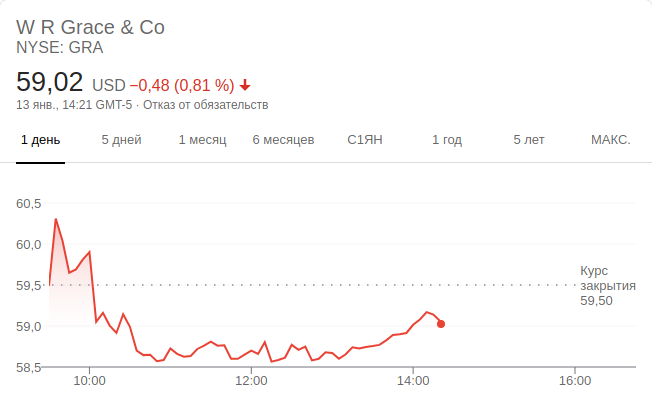 W R Grace & Co
NYSE: GRA
59,02 USD −0,48 (0,81 %)
13 янв., 14:21 GMT-5 · Отказ от обязательств
1 день 5 дней 1 месяц 6 месяцев С1ЯН 1 год 5 лет МАКС.
60,5
60,0
59,5
59,0
58,5
Курс
закрытия
59,50
10:00 12:00 14:00 16:00